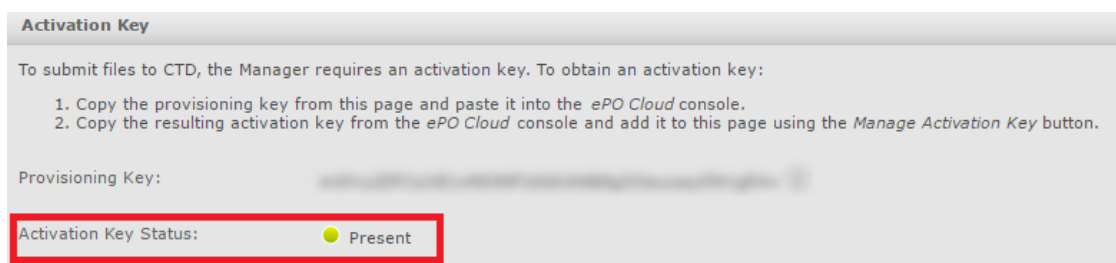 Activation Key
To submit files to CTD, the Manager requires an activation key. To obtain an activation key:
1. Copy the provisioning key from this page and paste it into the ePO Cloud console.
2. Copy the resulting activation key from the ePO Cloud console and add it to this page using the Manage Activation Key button.
Provisioning Key:
Activation Key Status: Present